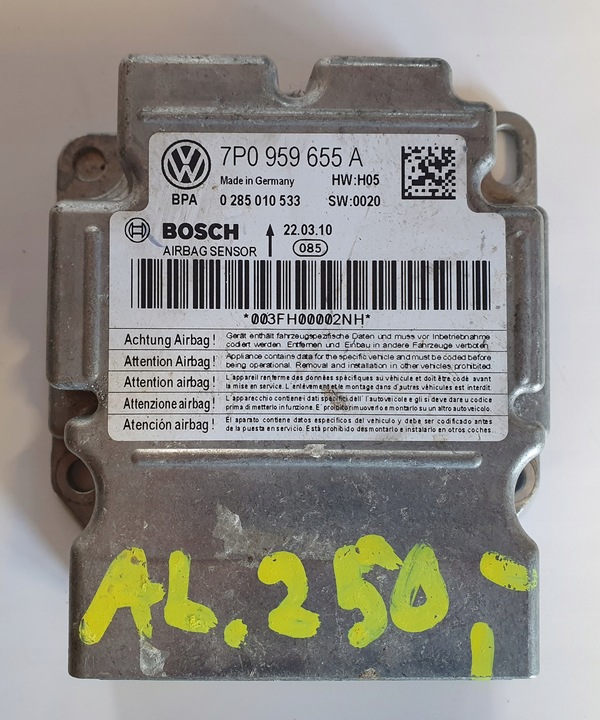 7P0 959 655 A
Made in Germany HW:H05
BPA 0 285 010 533 SW:0020
BOSCH 22.03.10
AIRBAG SENSOR 085
*003FH00002NH*
Achtung Airbag! Gerät enthält fahrzeugspezifische Daten und muss vor Inbetriebnahme
codiert werden. Entfernen und Einbau in andere Fahrzeuge verboten.
Attention Airbag! Appliance contains data for the specific vehicle and must be coded before
being operational. Removal and installation in other vehicles, prohibited.
Attention airbag! L'appareil renferme des données spécifiques au véhicule et doit être codé avant
la mise en service. L'enlèvement et le montage dans d'autres véhicules est interdit.
Attenzione airbag! L'apparecchio contiene i dati specifici dell'autoveicolo e gli si deve dare u codice
prima di metterlo in funzione. È proibito rimuoverlo e montarlo su un altro autoveicolo.
Atención airbag! El aparato contiene datos específicos del vehículo y debe ser codificado antes
de la puesta en servicio. Está prohibido desmontarlo e instalarlo en otros coches.
AL.250,-